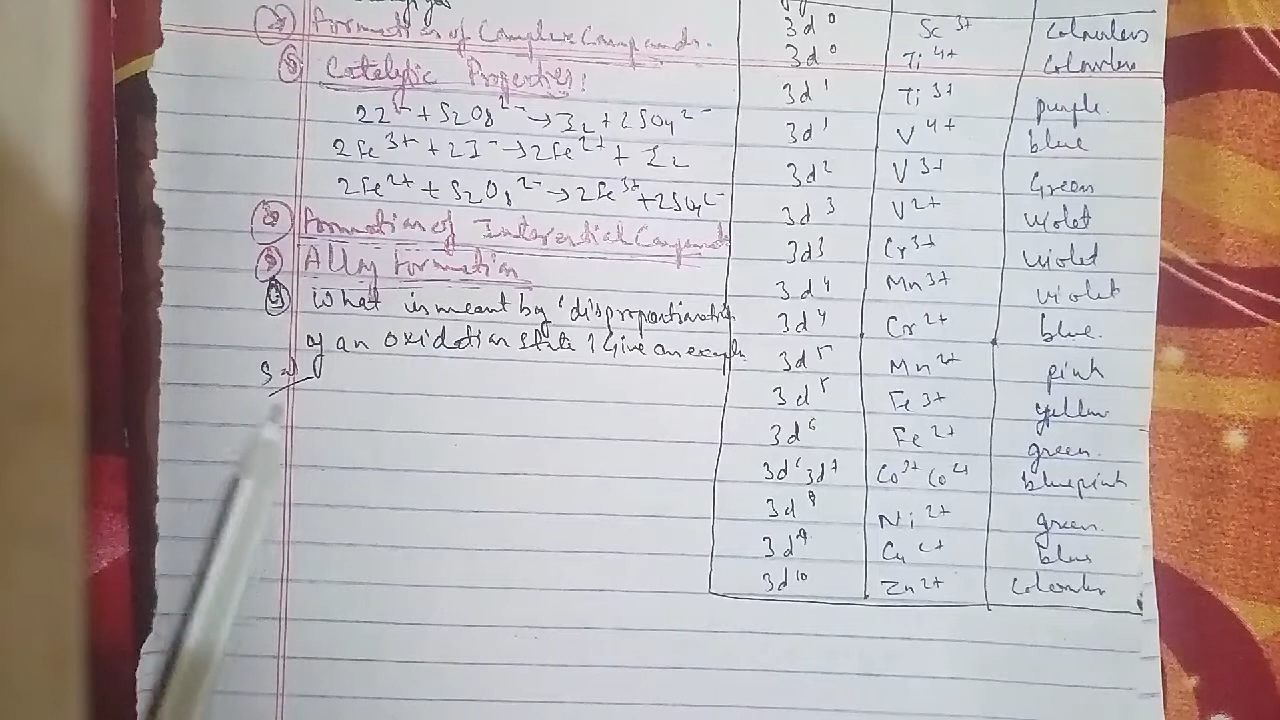 Formation of Complex Compounds.
Catalytic Properties:
2I⁻ + S₂O₈²⁻ → I₂ + 2SO₄²⁻
2Fe³⁺ + 2I⁻ → 2Fe²⁺ + I₂
2Fe²⁺ + S₂O₈²⁻ → 2Fe³⁺ + 2SO₄²⁻
Formation of Interstitial Compounds
Alloy Formation
What is meant by 'disproportionation'
of an oxidation state? Give an example
Sol
3d⁰ Sc³⁺ Colourless
3d⁰ Ti⁴⁺ Colourless
3d¹ Ti³⁺ purple.
3d¹ V⁴⁺ blue
3d² V³⁺ Green
3d³ V²⁺ violet
3d³ Cr³⁺ violet
3d⁴ Mn³⁺ violet
3d⁴ Cr²⁺ blue.
3d⁵ Mn²⁺ pink
3d⁵ Fe³⁺ yellow
3d⁶ Fe²⁺ green.
3d⁶ 3d⁷ Co³⁺ Co²⁺ blue pink
3d⁸ Ni²⁺ green.
3d⁹ Cu²⁺ blue
3d¹⁰ Zn²⁺ Colourless